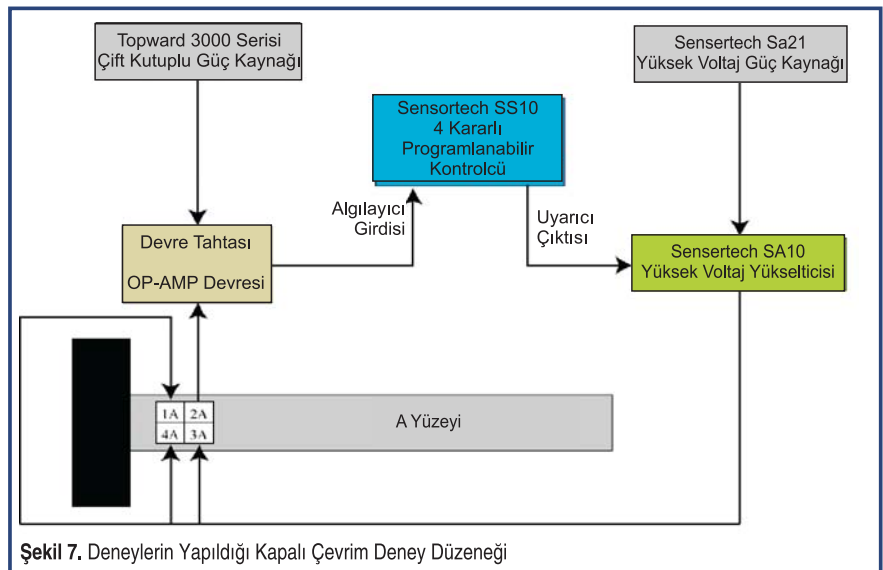 Topward 3000 Serisi
Çift Kutuplu Güç Kaynağı
Sensertech Sa21
Yüksek Voltaj Güç Kaynağı
Sensortech SS10
4 Kararlı
Programlanabilir
Kontrolcü
Algılayıcı
Girdisi
Uyarıcı
Çıktısı
Devre Tahtası
OP-AMP Devresi
Sensertech SA10
Yüksek Voltaj Yükselticisi
1A 2A
4A 3A
A Yüzeyi
Şekil 7. Deneylerin Yapıldığı Kapalı Çevrim Deney Düzeneği